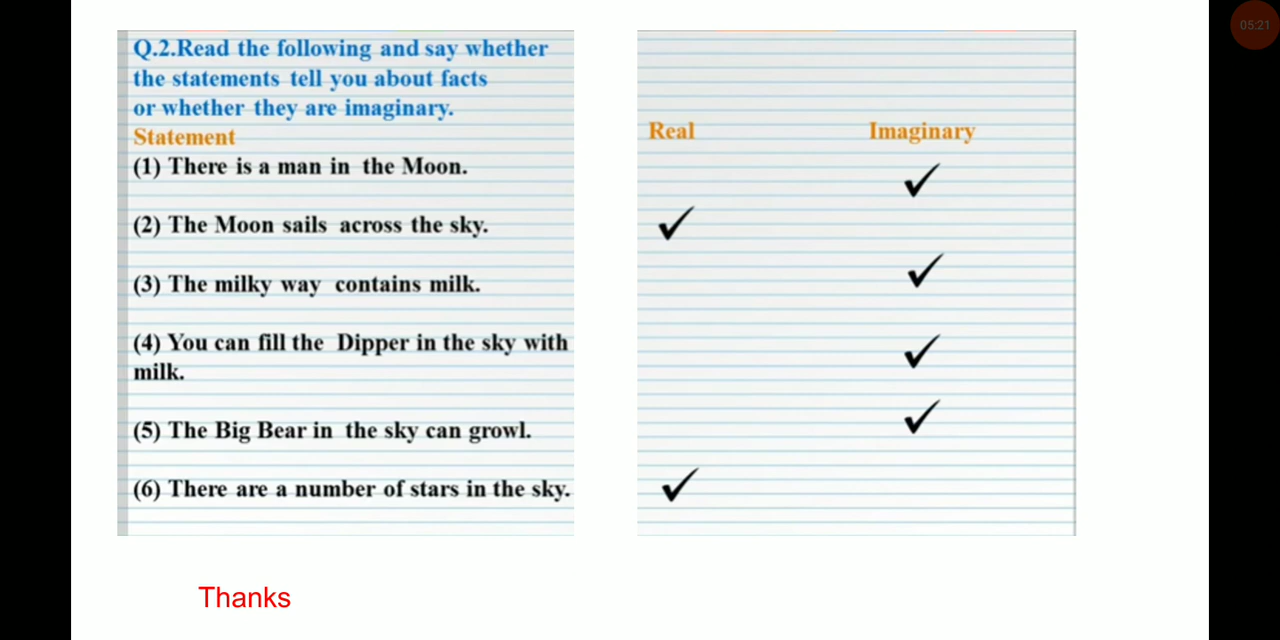 05:21
Q.2.Read the following and say whether
the statements tell you about facts
or whether they are imaginary.
Statement
Real
Imaginary
(1) There is a man in the Moon.
(2) The Moon sails across the sky.
(3) The milky way contains milk.
(4) You can fill the Dipper in the sky with
milk.
(5) The Big Bear in the sky can growl.
(6) There are a number of stars in the sky.
Thanks